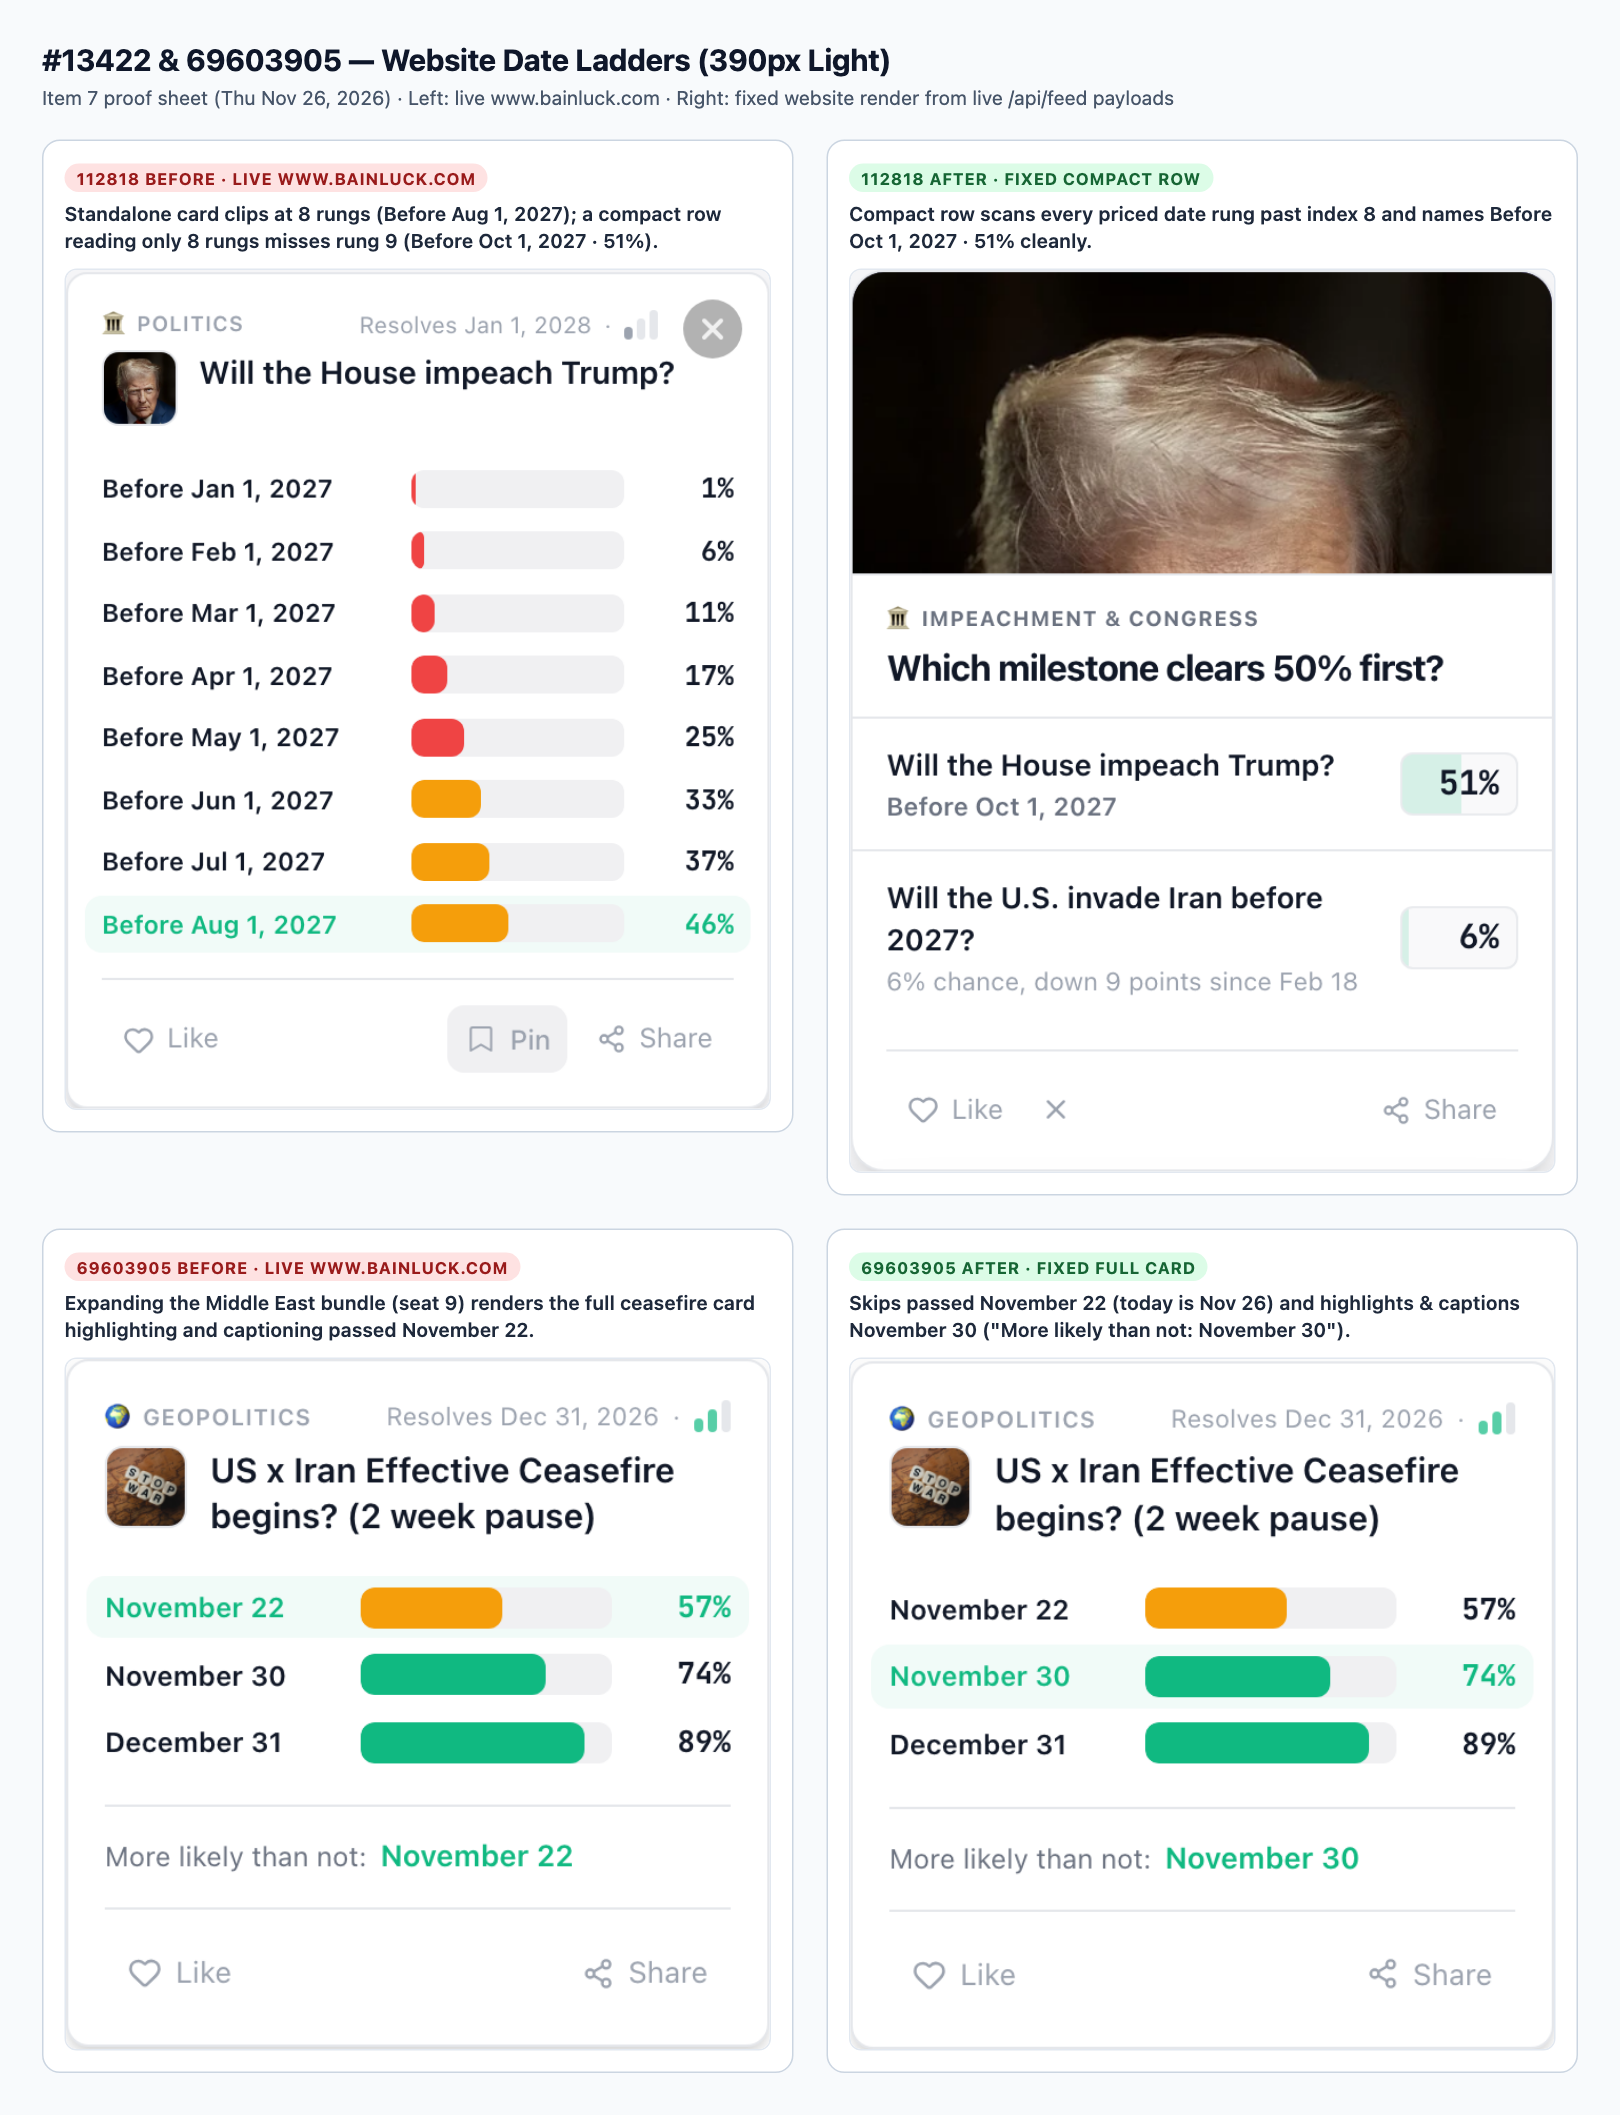 #13422 & 69603905 — Website Date Ladders (390px Light)
Item 7 proof sheet (Thu Nov 26, 2026) · Left: live www.bainluck.com · Right: fixed website render from live /api/feed payloads
112818 BEFORE · LIVE WWW.BAINLUCK.COM
Standalone card clips at 8 rungs (Before Aug 1, 2027); a compact row
reading only 8 rungs misses rung 9 (Before Oct 1, 2027 · 51%).
POLITICS
Resolves Jan 1, 2028 ·
Will the House impeach Trump?
Before Jan 1, 2027 1%
Before Feb 1, 2027 6%
Before Mar 1, 2027 11%
Before Apr 1, 2027 17%
Before May 1, 2027 25%
Before Jun 1, 2027 33%
Before Jul 1, 2027 37%
Before Aug 1, 2027 46%
Like Pin Share
112818 AFTER · FIXED COMPACT ROW
Compact row scans every priced date rung past index 8 and names Before
Oct 1, 2027 · 51% cleanly.
IMPEACHMENT & CONGRESS
Which milestone clears 50% first?
Will the House impeach Trump?
Before Oct 1, 2027
51%
Will the U.S. invade Iran before
2027?
6% chance, down 9 points since Feb 18
6%
Like Share
69603905 BEFORE · LIVE WWW.BAINLUCK.COM
Expanding the Middle East bundle (seat 9) renders the full ceasefire card
highlighting and captioning passed November 22.
GEOPOLITICS
Resolves Dec 31, 2026 ·
STOP WAR
US x Iran Effective Ceasefire
begins? (2 week pause)
November 22 57%
November 30 74%
December 31 89%
More likely than not: November 22
Like Share
69603905 AFTER · FIXED FULL CARD
Skips passed November 22 (today is Nov 26) and highlights & captions
November 30 ("More likely than not: November 30").
GEOPOLITICS
Resolves Dec 31, 2026 ·
STOP WAR
US x Iran Effective Ceasefire
begins? (2 week pause)
November 22 57%
November 30 74%
December 31 89%
More likely than not: November 30
Like Share